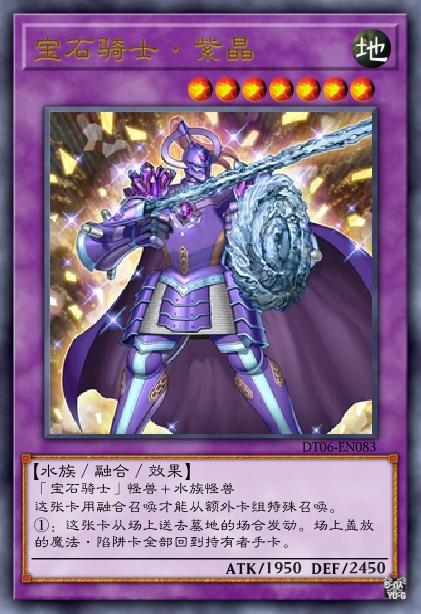 宝石骑士·紫晶
地
DT06-EN083
【水族/融合/效果】
「宝石骑士」怪兽+水族怪兽
这张卡用融合召唤才能从额外卡组特殊召唤。
①：这张卡从场上送去墓地的场合发动。场上盖放
的魔法·陷阱卡全部回到持有者手卡。
ATK/1950 DEF/2450